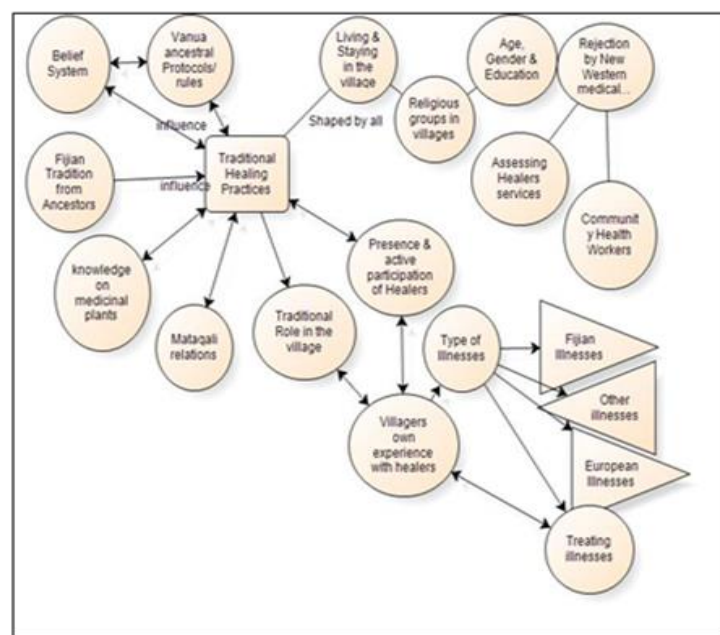 Belief
System
Vanua
ancestral
Protocols/
rules
Living &
Staying
in the
village
Age,
Gender &
Education
Rejection
by New
Western
medical...
influence
Shaped by all
Religious
groups in
villages
Fijian
Tradition
from
Ancestors
influence
Traditional
Healing
Practices
Assessing
Healers
services
Communit
y Health
Workers
knowledge
on
medicinal
plants
Mataqali
relations
Traditional
Role in the
village
Presence &
active
participation
of Healers
Type of
Illnesses
Fijian
Illnesses
Other
illnesses
European
Illnesses
Villagers
own
experience
with healers
Treating
illnesses